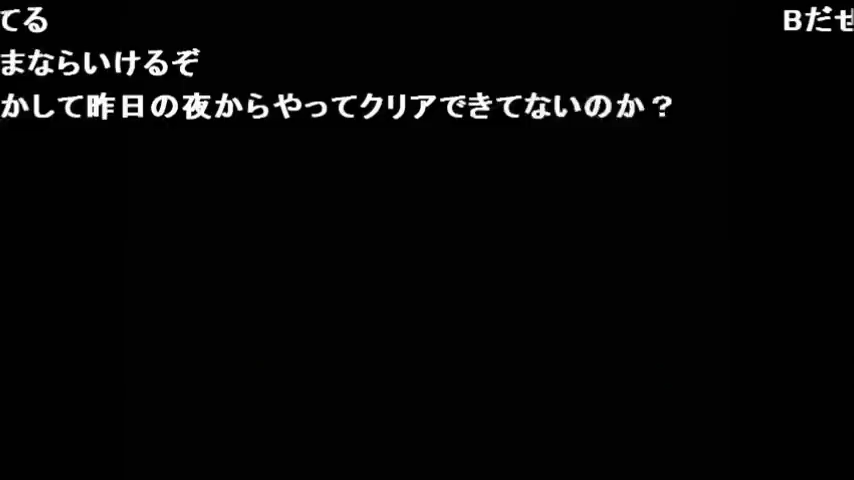 てる
Bだぜ
まならいけるぞ
かして昨日の夜からやってクリアできてないのか？